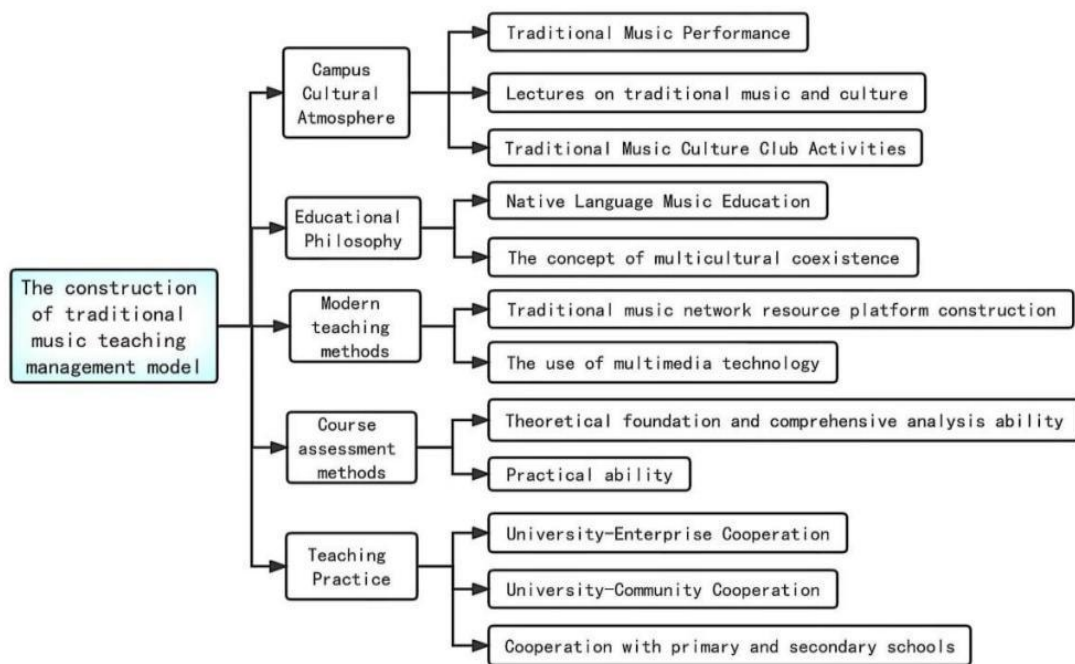 The construction
of traditional
music teaching
management model
Campus
Cultural
Atmosphere
Traditional Music Performance
Lectures on traditional music and culture
Traditional Music Culture Club Activities
Educational
Philosophy
Native Language Music Education
The concept of multicultural coexistence
Modern
teaching
methods
Traditional music network resource platform construction
The use of multimedia technology
Course
assessment
methods
Theoretical foundation and comprehensive analysis ability
Practical ability
Teaching
Practice
University-Enterprise Cooperation
University-Community Cooperation
Cooperation with primary and secondary schools